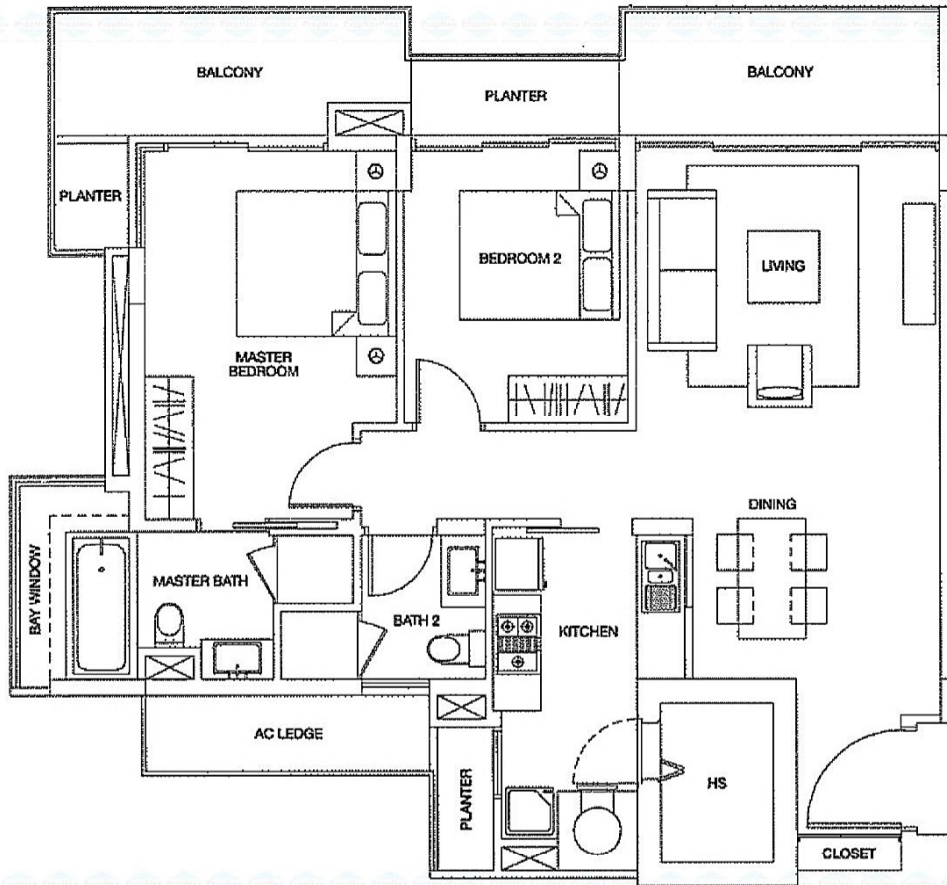 BALCONY
PLANTER
BALCONY
PLANTER
BEDROOM 2
LIVING
MASTER
BEDROOM
DINING
BAY WINDOW
MASTER BATH
BATH 2
KITCHEN
AC LEDGE
PLANTER
HS
CLOSET